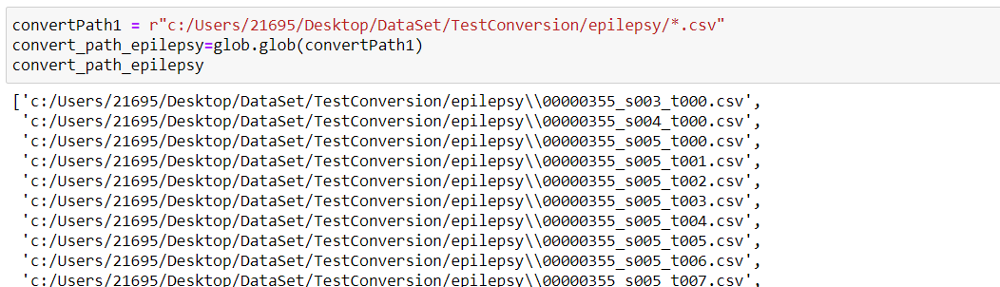 convertPath1 = r"c:/Users/21695/Desktop/DataSet/TestConversion/epilepsy/*.csv"
convert_path_epilepsy=glob.glob(convertPath1)
convert_path_epilepsy
['c:/Users/21695/Desktop/DataSet/TestConversion/epilepsy\\00000355_s003_t000.csv',
 'c:/Users/21695/Desktop/DataSet/TestConversion/epilepsy\\00000355_s004_t000.csv',
 'c:/Users/21695/Desktop/DataSet/TestConversion/epilepsy\\00000355_s005_t000.csv',
 'c:/Users/21695/Desktop/DataSet/TestConversion/epilepsy\\00000355_s005_t001.csv',
 'c:/Users/21695/Desktop/DataSet/TestConversion/epilepsy\\00000355_s005_t002.csv',
 'c:/Users/21695/Desktop/DataSet/TestConversion/epilepsy\\00000355_s005_t003.csv',
 'c:/Users/21695/Desktop/DataSet/TestConversion/epilepsy\\00000355_s005_t004.csv',
 'c:/Users/21695/Desktop/DataSet/TestConversion/epilepsy\\00000355_s005_t005.csv',
 'c:/Users/21695/Desktop/DataSet/TestConversion/epilepsy\\00000355_s005_t006.csv',
 'c:/Users/21695/Desktop/DataSet/TestConversion/epilepsy\\00000355_s005_t007.csv',